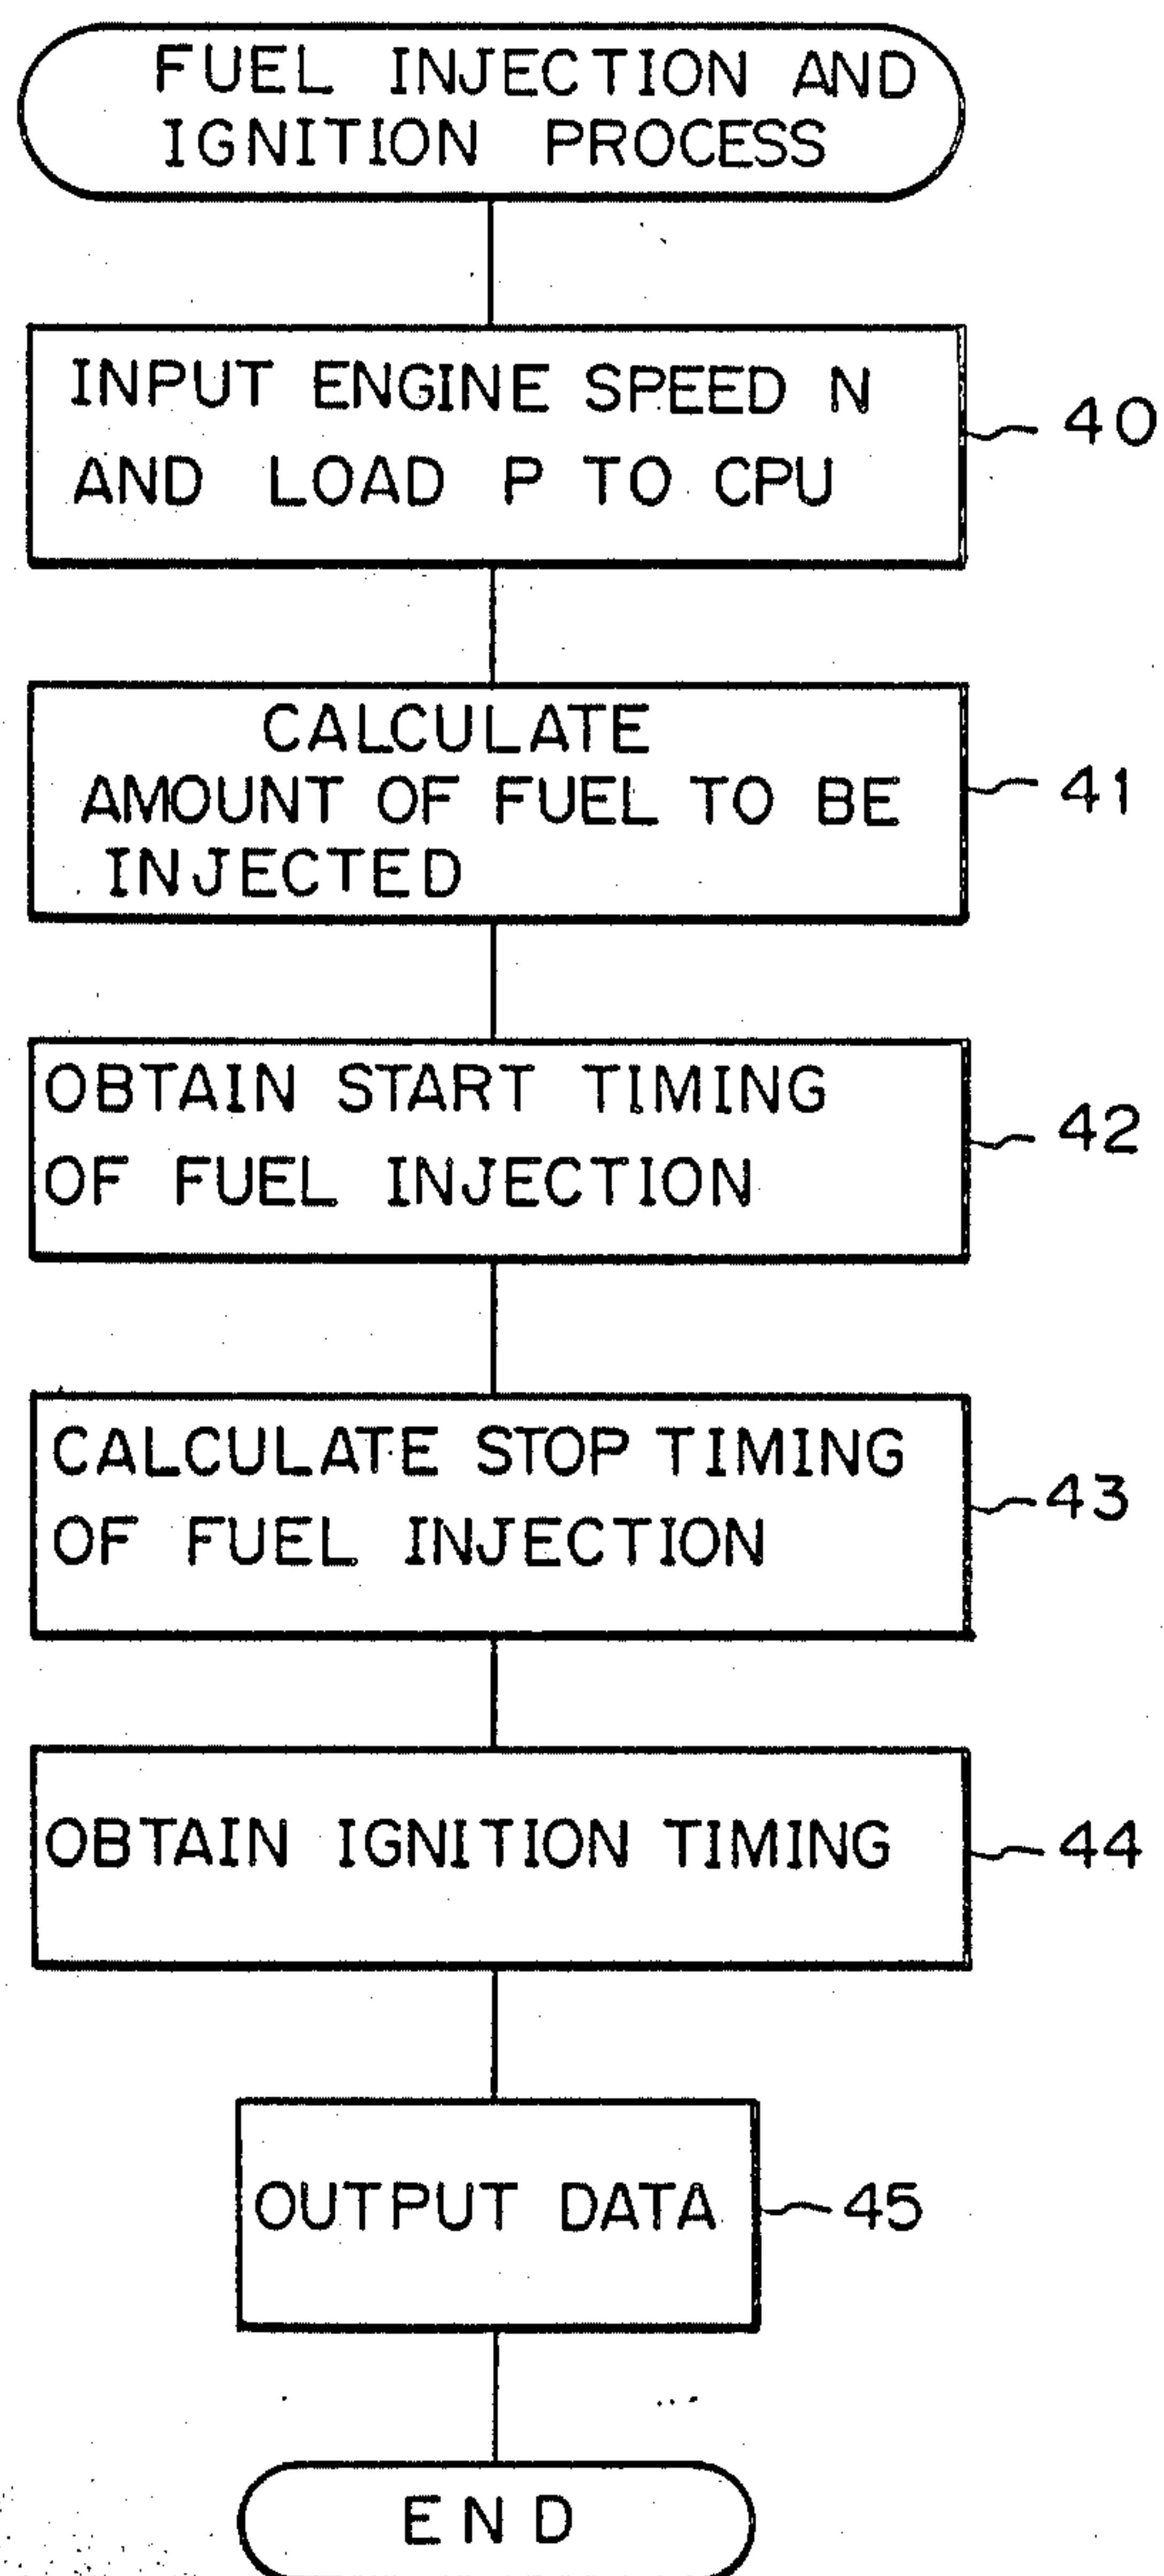 FUEL INJECTION AND
IGNITION PROCESS
INPUT ENGINE SPEED N
AND LOAD P TO CPU
40
CALCULATE
AMOUNT OF FUEL TO BE
INJECTED
41
OBTAIN START TIMING
OF FUEL INJECTION
42
CALCULATE STOP TIMING
OF FUEL INJECTION
43
OBTAIN IGNITION TIMING
44
OUTPUT DATA
45
END